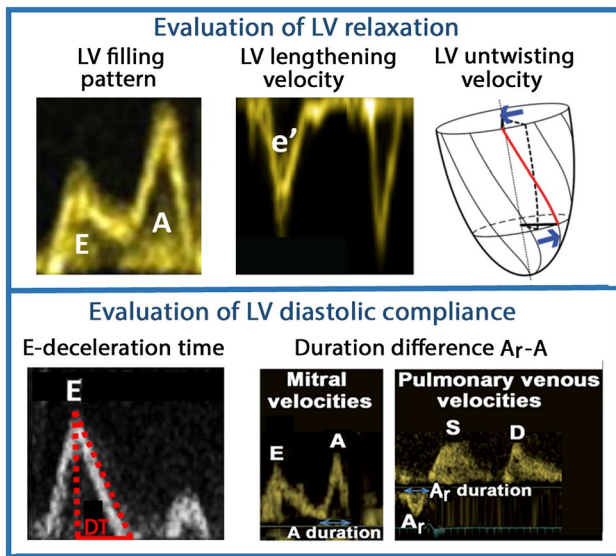 Evaluation of LV relaxation
LV filling
pattern
E
A
LV lengthening
velocity
e’
LV untwisting
velocity
Evaluation of LV diastolic compliance
E-deceleration time
E
DT
Duration difference Ar-A
Mitral
velocities
E
A
A duration
Pulmonary venous
velocities
S
D
Ar duration
Ar